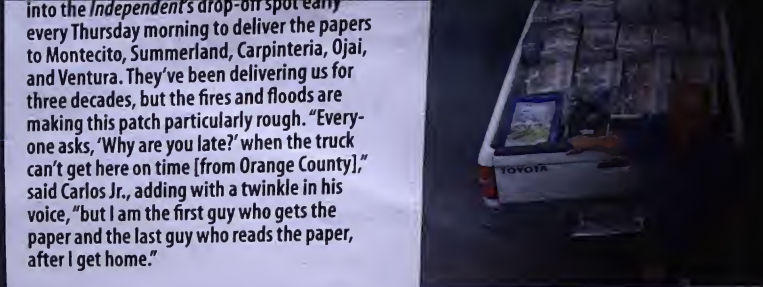 into the Independent's drop-off spot early
every Thursday morning to deliver the papers
to Montecito, Summerland, Carpinteria, Ojai,
and Ventura. They've been delivering us for
three decades, but the fires and floods are
making this patch particularly rough. “Every-
one asks, ‘Why are you late?’ when the truck
can't get here on time [from Orange County],”
said Carlos Jr., adding with a twinkle in his
voice, “but I am the first guy who gets the
paper and the last guy who reads the paper,
after I get home.”
TOYOTA